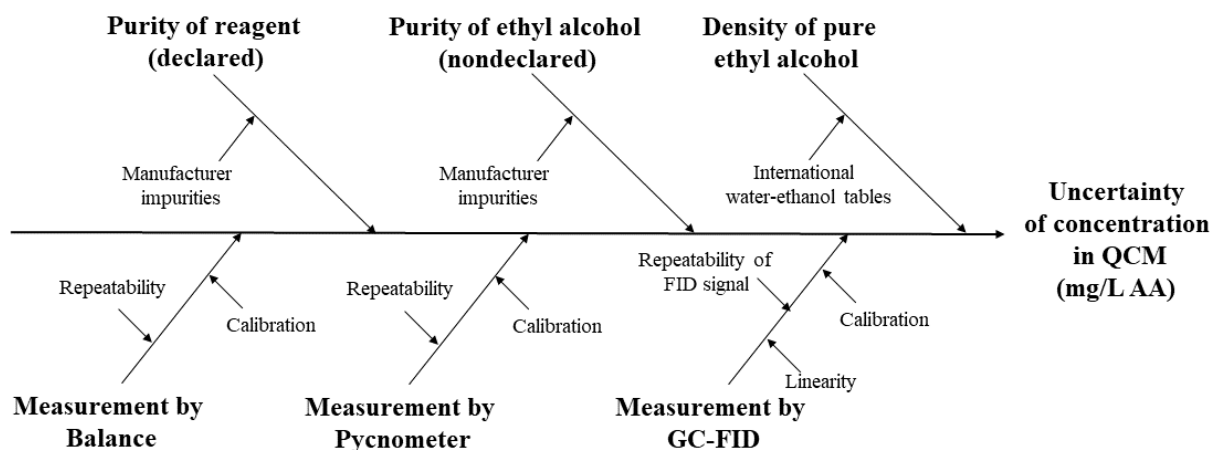 Purity of reagent
(declared)
Purity of ethyl alcohol
(nondeclared)
Density of pure
ethyl alcohol
Manufacturer
impurities
Manufacturer
impurities
International
water-ethanol tables
Uncertainty
of concentration
in QCM
(mg/L AA)
Repeatability
Calibration
Repeatability
Calibration
Repeatability of
FID signal
Calibration
Linearity
Measurement by
Balance
Measurement by
Pycnometer
Measurement by
GC-FID